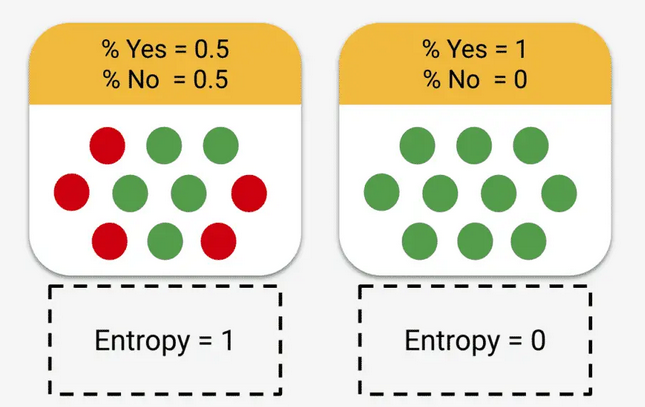 % Yes = 0.5
% No = 0.5
% Yes = 1
% No = 0
Entropy = 1
Entropy = 0